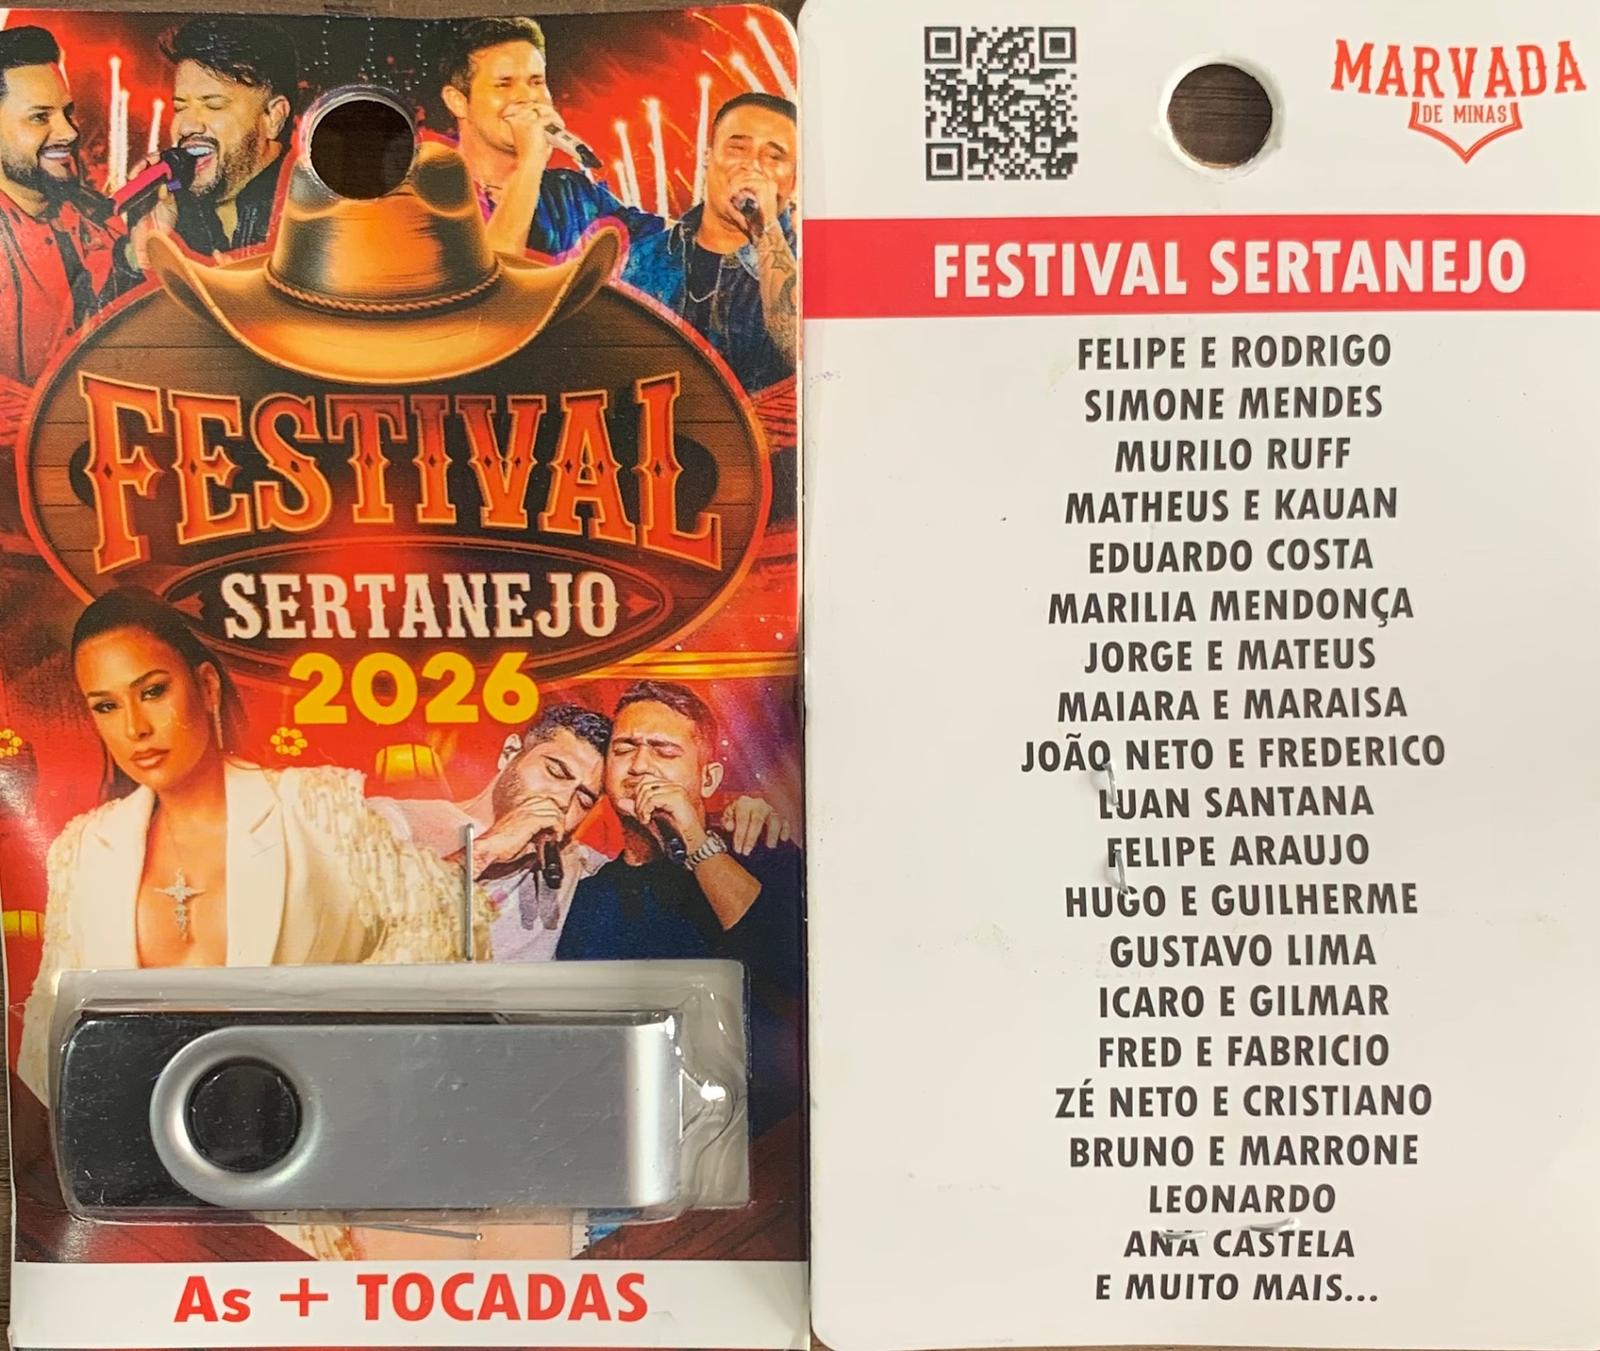 FESTIVAL
SERTANEJO
2026
As + TOCADAS
MARVADA
DE MINAS
FESTIVAL SERTANEJO
FELIPE E RODRIGO
SIMONE MENDES
MURILO RUFF
MATHEUS E KAUAN
EDUARDO COSTA
MARILIA MENDONÇA
JORGE E MATEUS
MAIARA E MARAISA
JOÃO NETO E FREDERICO
LUAN SANTANA
FELIPE ARAUJO
HUGO E GUILHERME
GUSTAVO LIMA
ICARO E GILMAR
FRED E FABRICIO
ZÉ NETO E CRISTIANO
BRUNO E MARRONE
LEONARDO
ANA CASTELA
E MUITO MAIS...